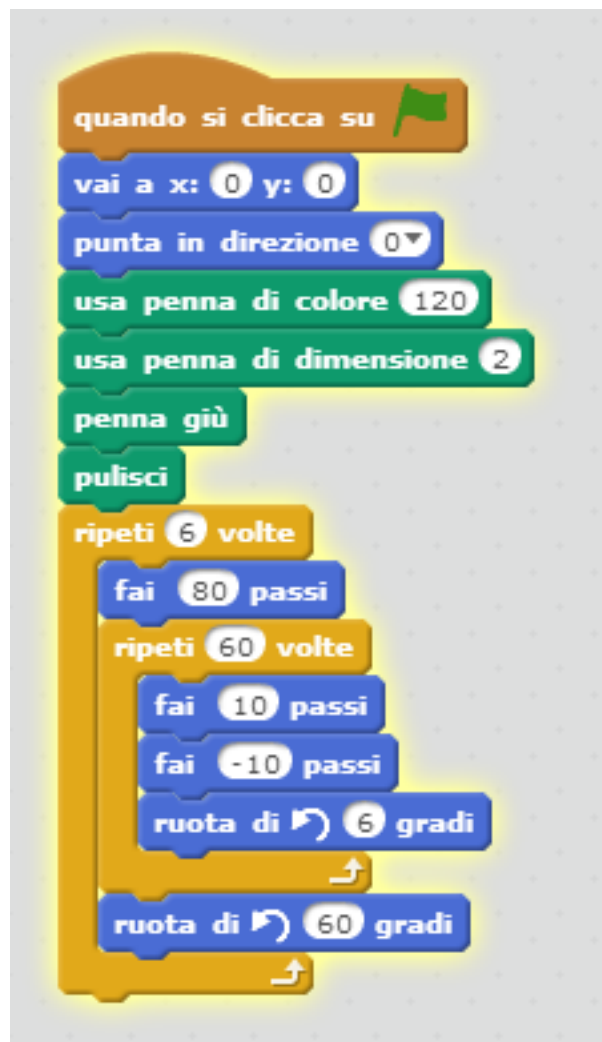 quando si clicca su
vai a x: 0 y: 0
punta in direzione 0
usa penna di colore 120
usa penna di dimensione 2
penna giù
pulisci
ripeti 6 volte
fai 80 passi
ripeti 60 volte
fai 10 passi
fai -10 passi
ruota di 6 gradi
ruota di 60 gradi